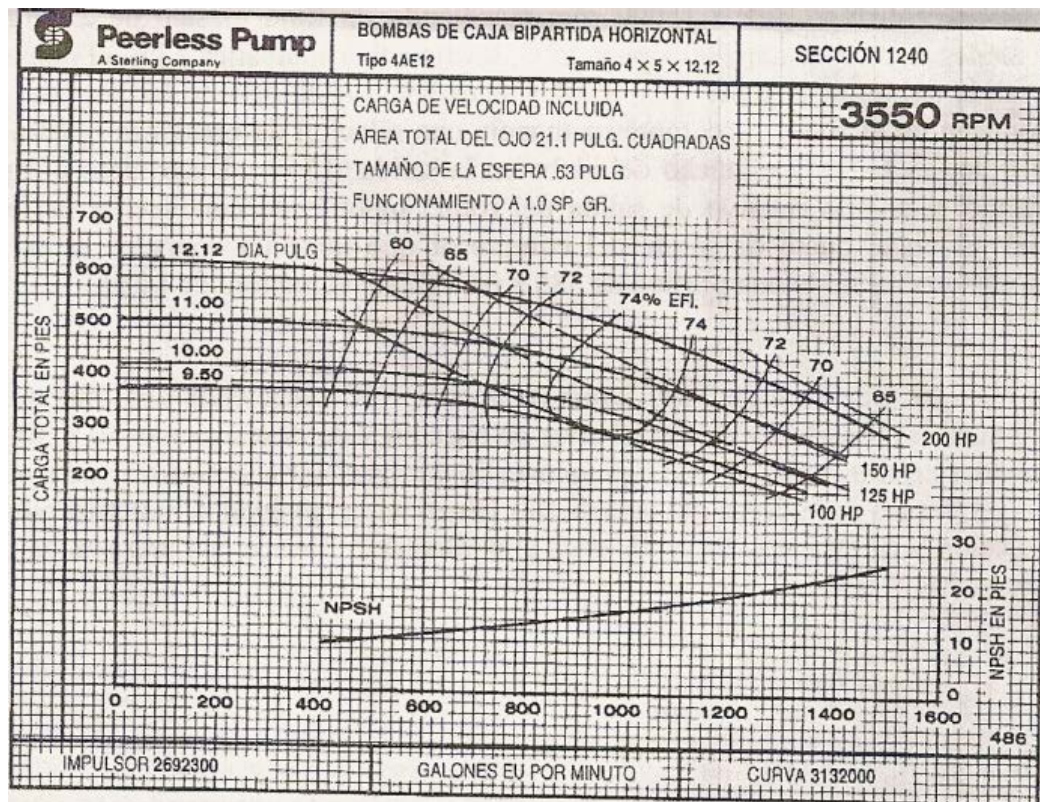 Peerless Pump
A Sterling Company
BOMBAS DE CAJA BIPARTIDA HORIZONTAL
Tipo 4AE12 Tamaño 4 × 5 × 12.12
SECCIÓN 1240
3550 RPM
CARGA DE VELOCIDAD INCLUIDA
ÁREA TOTAL DEL OJO 21.1 PULG. CUADRADAS
TAMAÑO DE LA ESFERA .63 PULG
FUNCIONAMIENTO A 1.0 SP. GR.
CARGA TOTAL EN PIES
700
600
500
400
300
200
12.12 DIA. PULG
11.00
10.00
9.50
60
65
70
72
74% EFI.
74
72
70
65
200 HP
150 HP
125 HP
100 HP
NPSH
30
20
10
0
NPSH EN PIES
0 200 400 600 800 1000 1200 1400 1600
486
IMPULSOR 2692300
GALONES EU POR MINUTO
CURVA 3132000